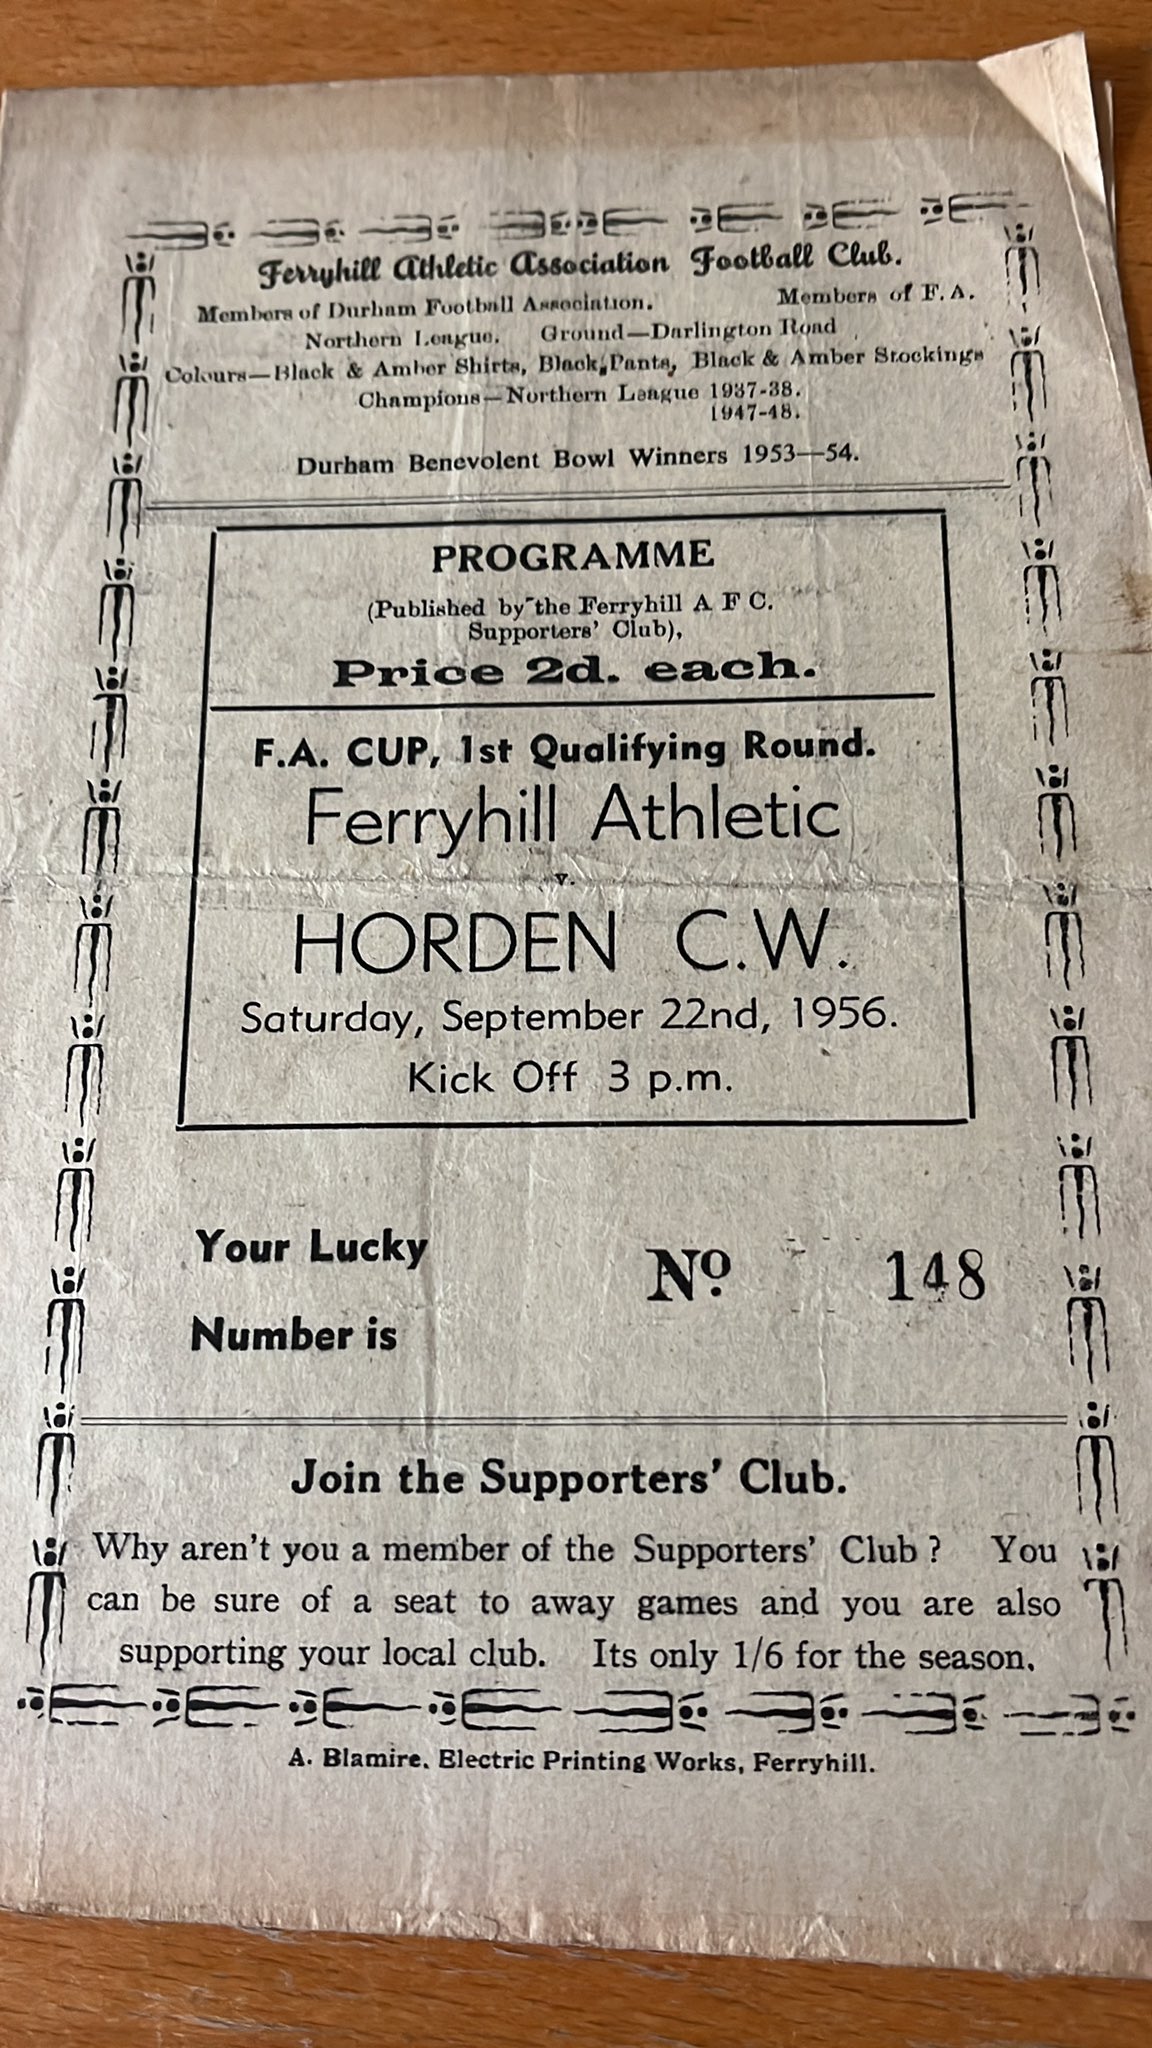 Ferryhill Athletic Association Football Club.
Members of Durham Football Association. Members of F.A.
Northern League. Ground—Darlington Road
Colours—Black & Amber Shirts, Black Pants, Black & Amber Stockings
Champions—Northern League 1937-38.
1947-48.
Durham Benevolent Bowl Winners 1953—54.
PROGRAMME
(Published by the Ferryhill A F C.
Supporters' Club),
Price 2d. each.
F.A. CUP, 1st Qualifying Round.
Ferryhill Athletic
v.
HORDEN C.W.
Saturday, September 22nd, 1956.
Kick Off 3 p.m.
Your Lucky
Number is
No 148
Join the Supporters' Club.
Why aren't you a member of the Supporters' Club ? You
can be sure of a seat to away games and you are also
supporting your local club. Its only 1/6 for the season.
A. Blamire. Electric Printing Works, Ferryhill.